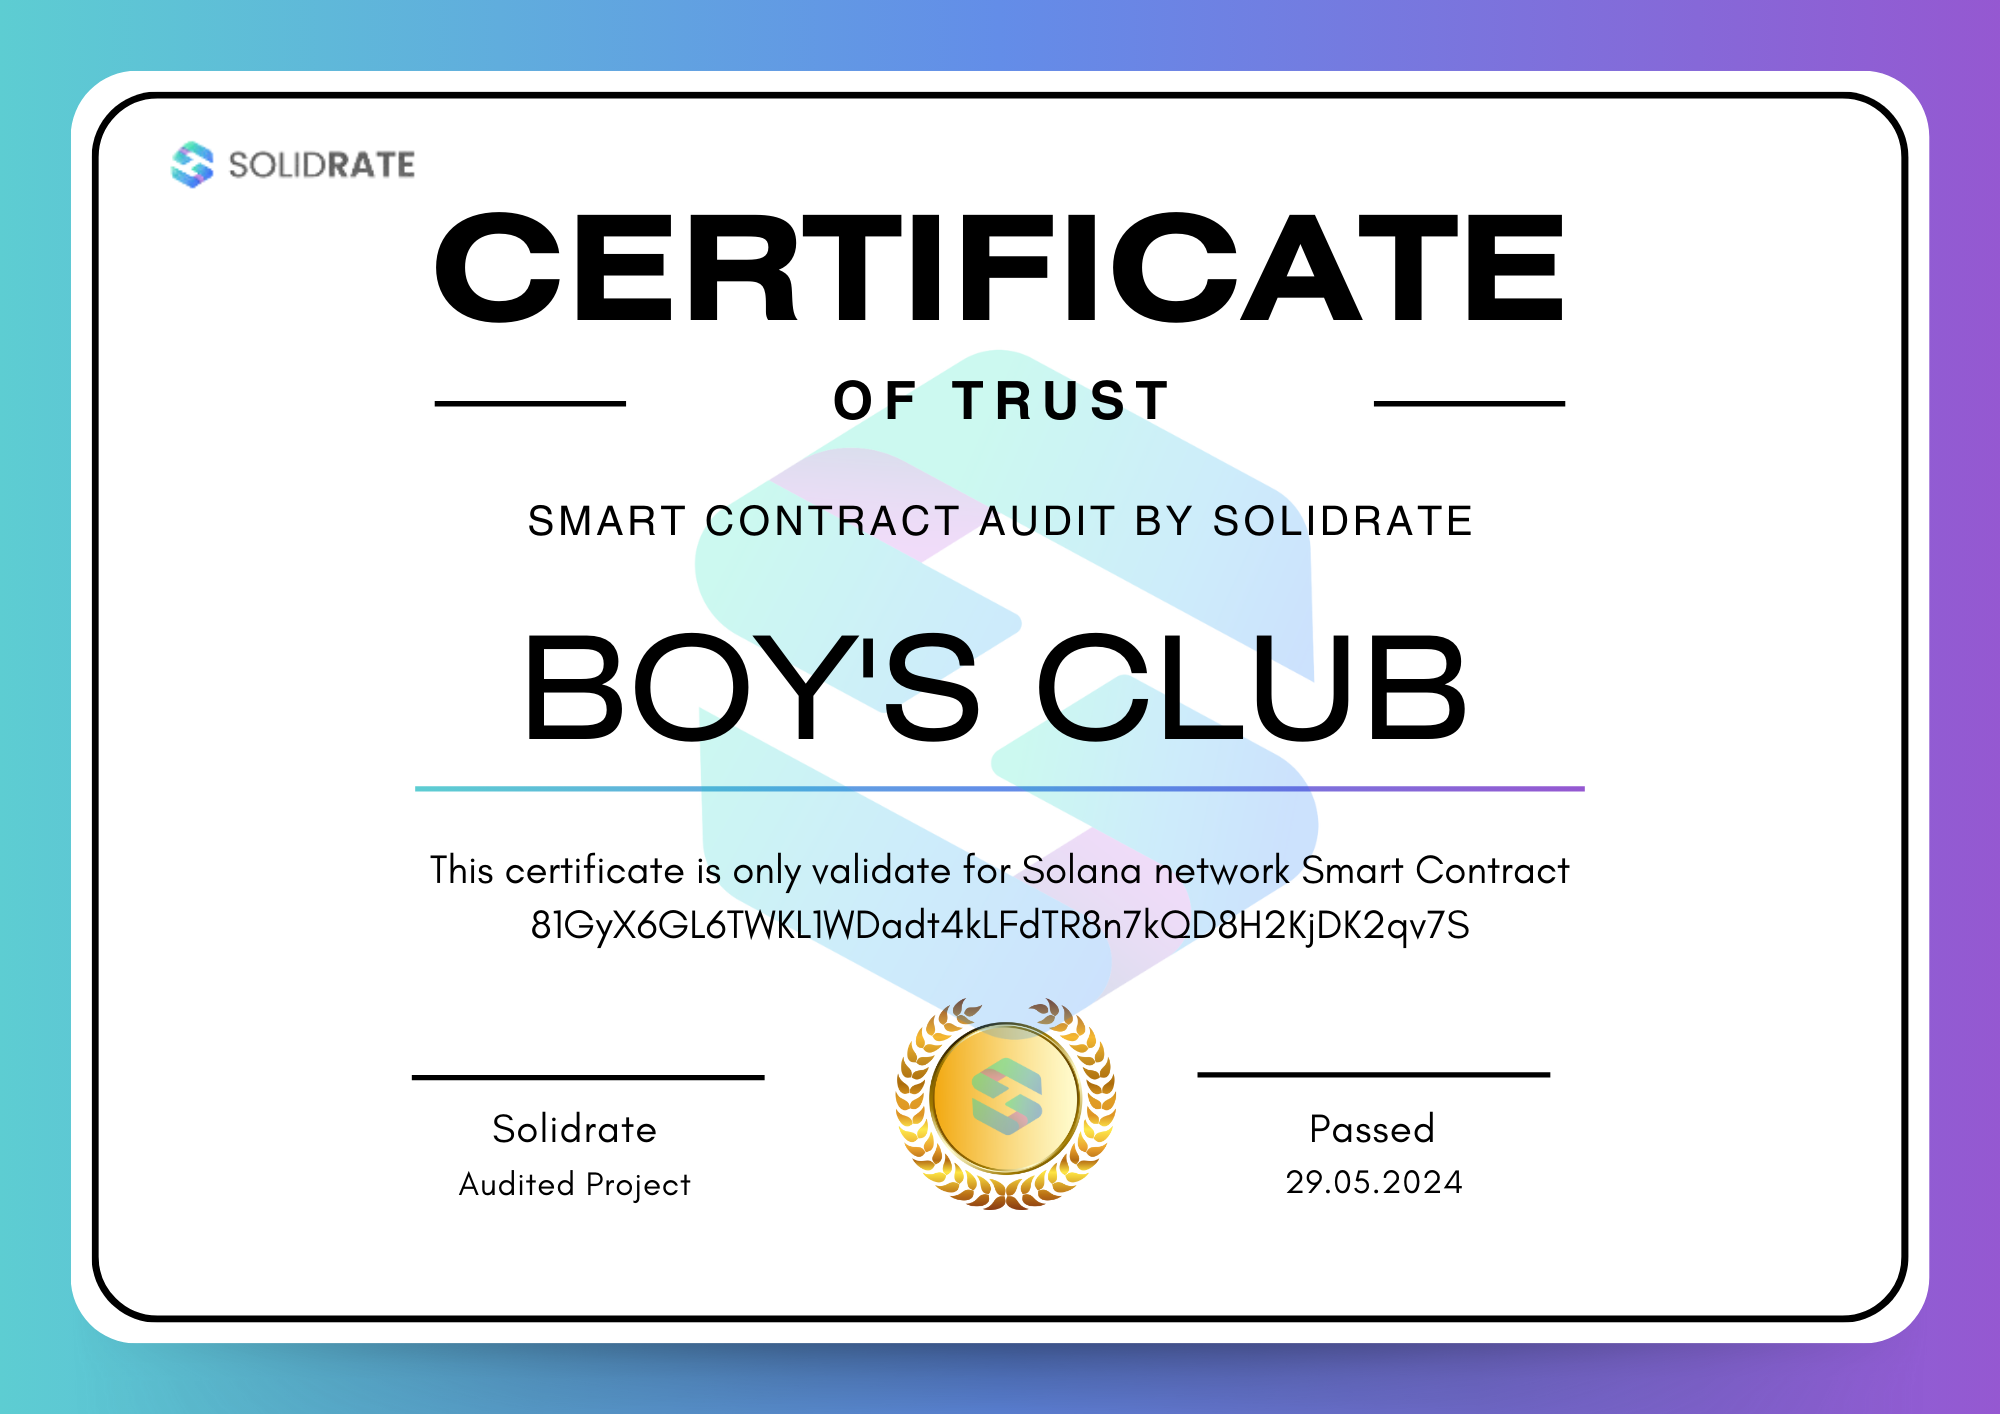 SOLIDRATE
CERTIFICATE
OF TRUST
SMART CONTRACT AUDIT BY SOLIDRATE
BOY'S CLUB
This certificate is only validate for Solana network Smart Contract
81GyX6GL6TWKL1WDadt4kLFdTR8n7kQD8H2KjDK2qv7S
Solidrate
Audited Project
Passed
29.05.2024